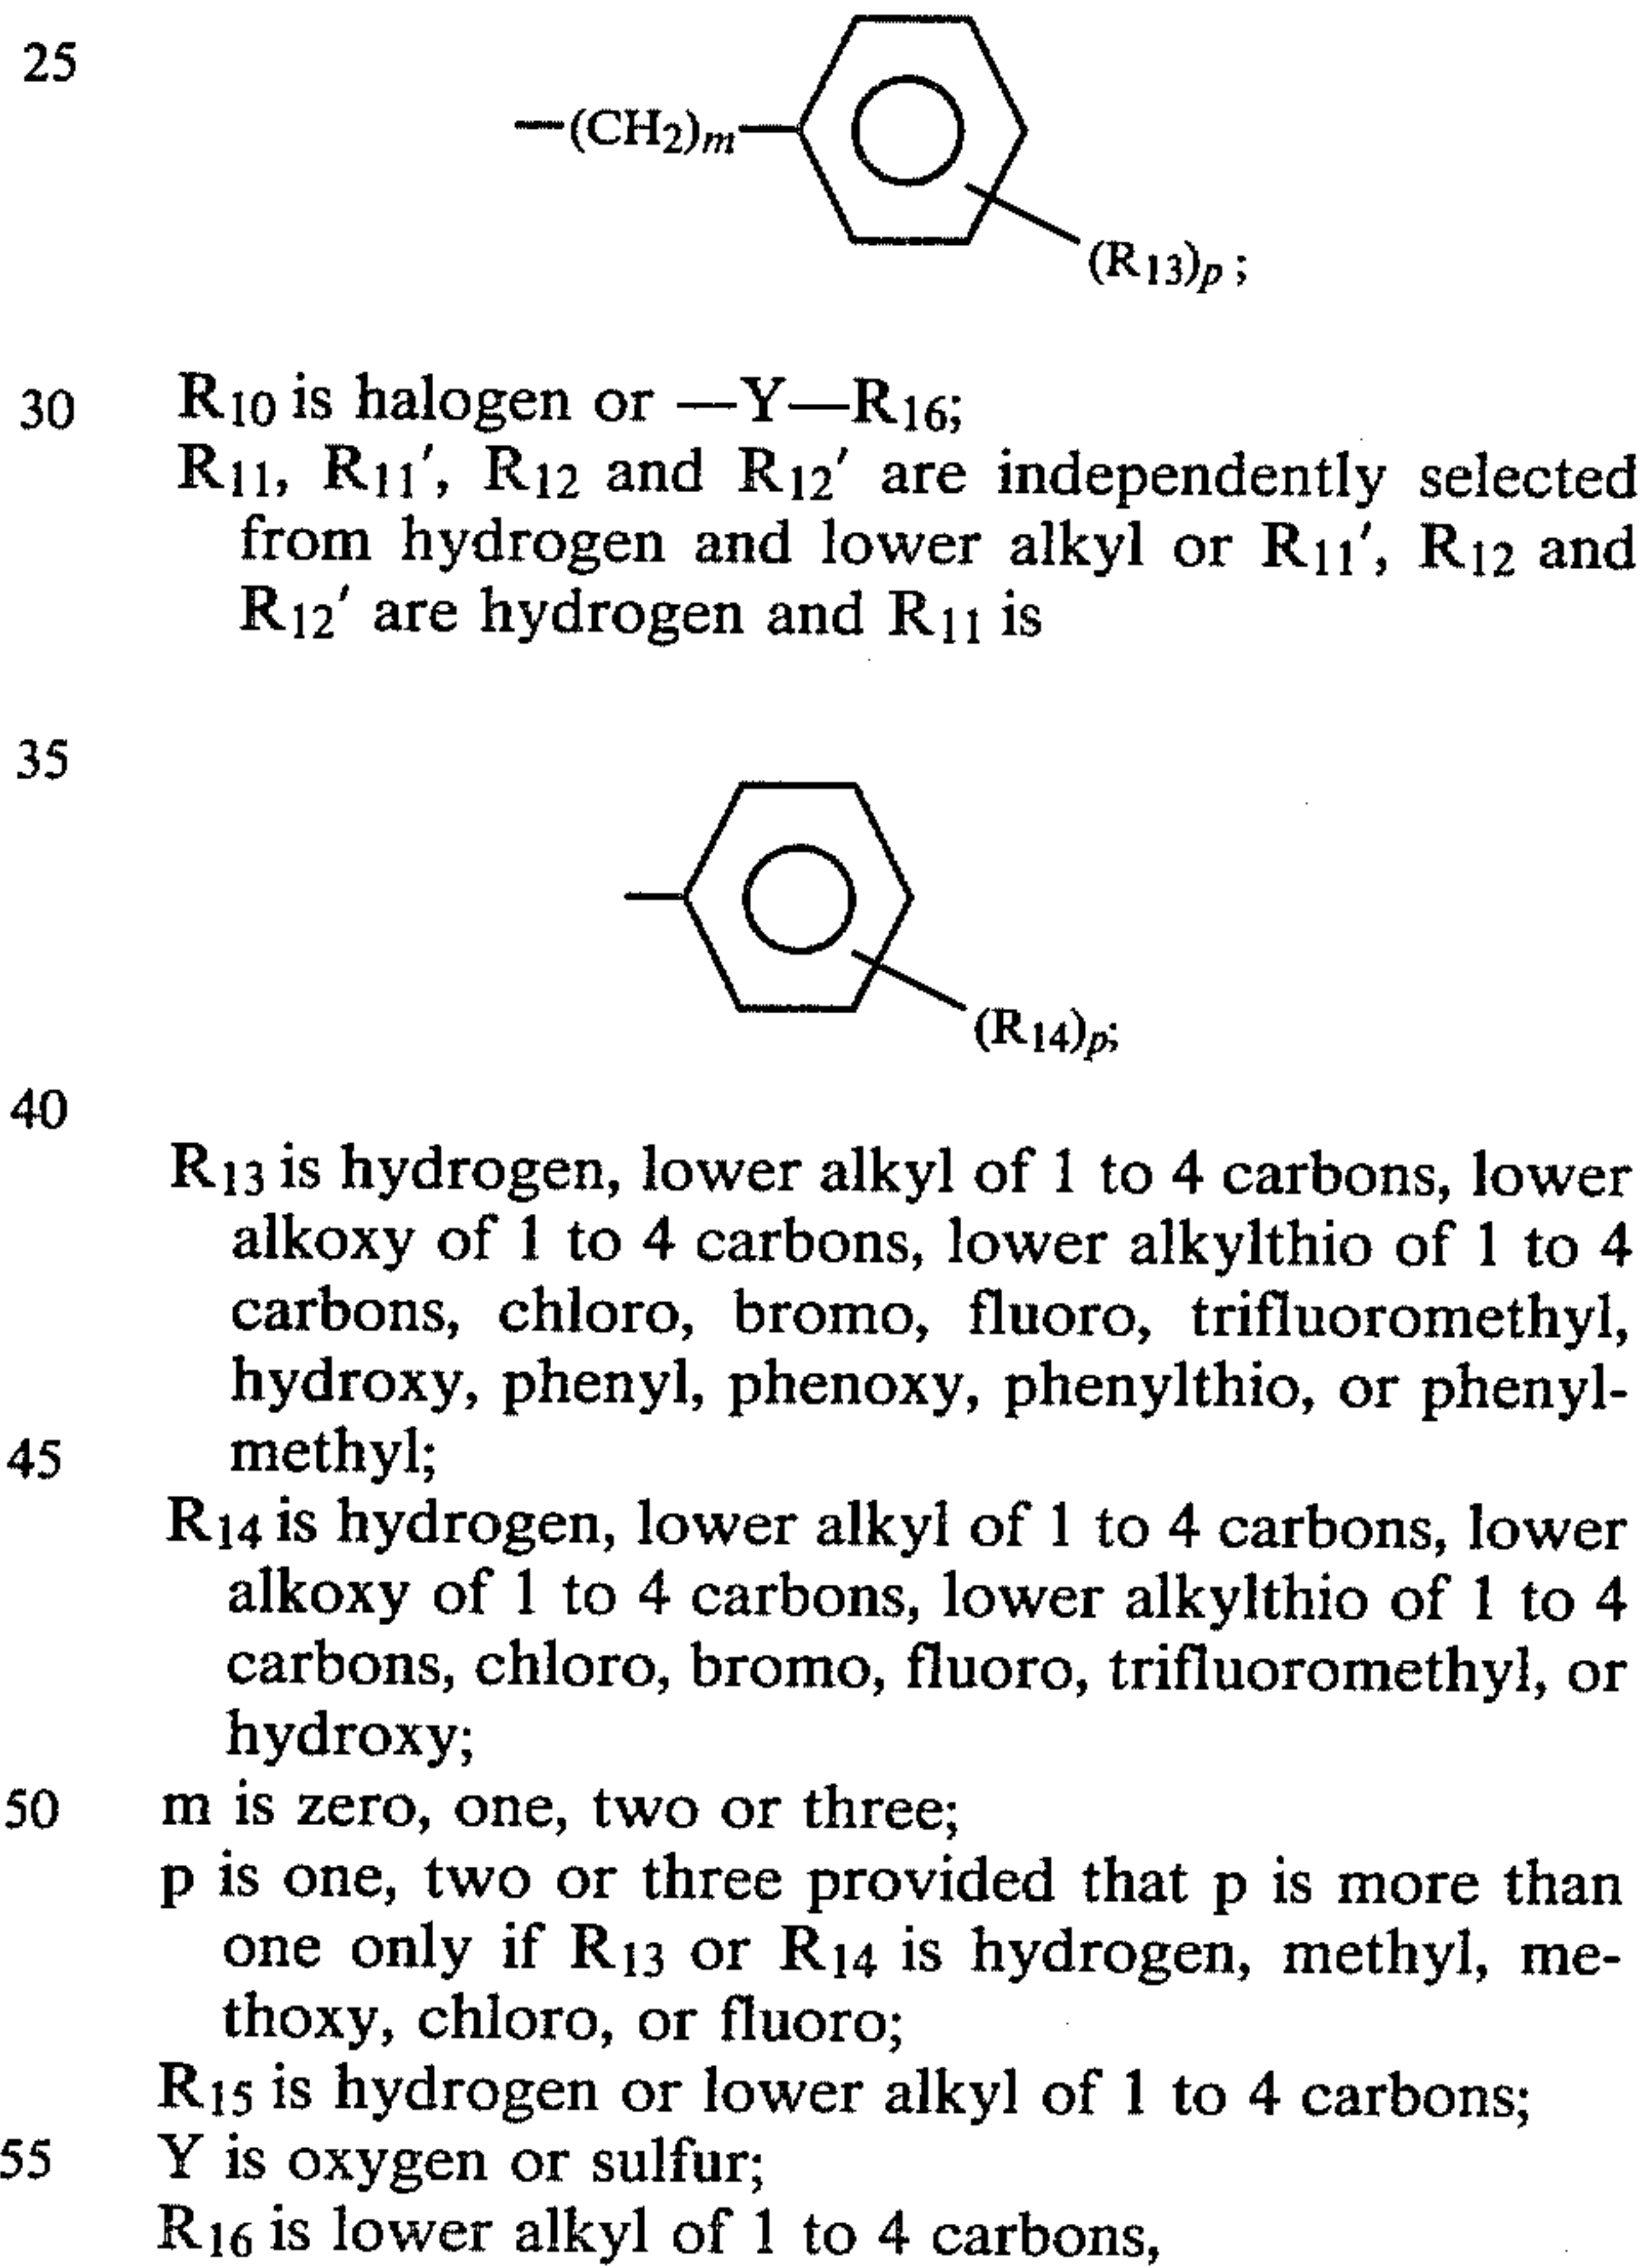 25
—(CH2)m—
(R13)p ;
30 R10 is halogen or —Y—R16;
R11, R11′, R12 and R12′ are independently selected
from hydrogen and lower alkyl or R11′, R12 and
R12′ are hydrogen and R11 is
35
(R14)p;
40
R13 is hydrogen, lower alkyl of 1 to 4 carbons, lower
alkoxy of 1 to 4 carbons, lower alkylthio of 1 to 4
carbons, chloro, bromo, fluoro, trifluoromethyl,
hydroxy, phenyl, phenoxy, phenylthio, or phenyl-
45 methyl;
R14 is hydrogen, lower alkyl of 1 to 4 carbons, lower
alkoxy of 1 to 4 carbons, lower alkylthio of 1 to 4
carbons, chloro, bromo, fluoro, trifluoromethyl, or
hydroxy;
50 m is zero, one, two or three;
p is one, two or three provided that p is more than
one only if R13 or R14 is hydrogen, methyl, me-
thoxy, chloro, or fluoro;
R15 is hydrogen or lower alkyl of 1 to 4 carbons;
55 Y is oxygen or sulfur;
R16 is lower alkyl of 1 to 4 carbons,